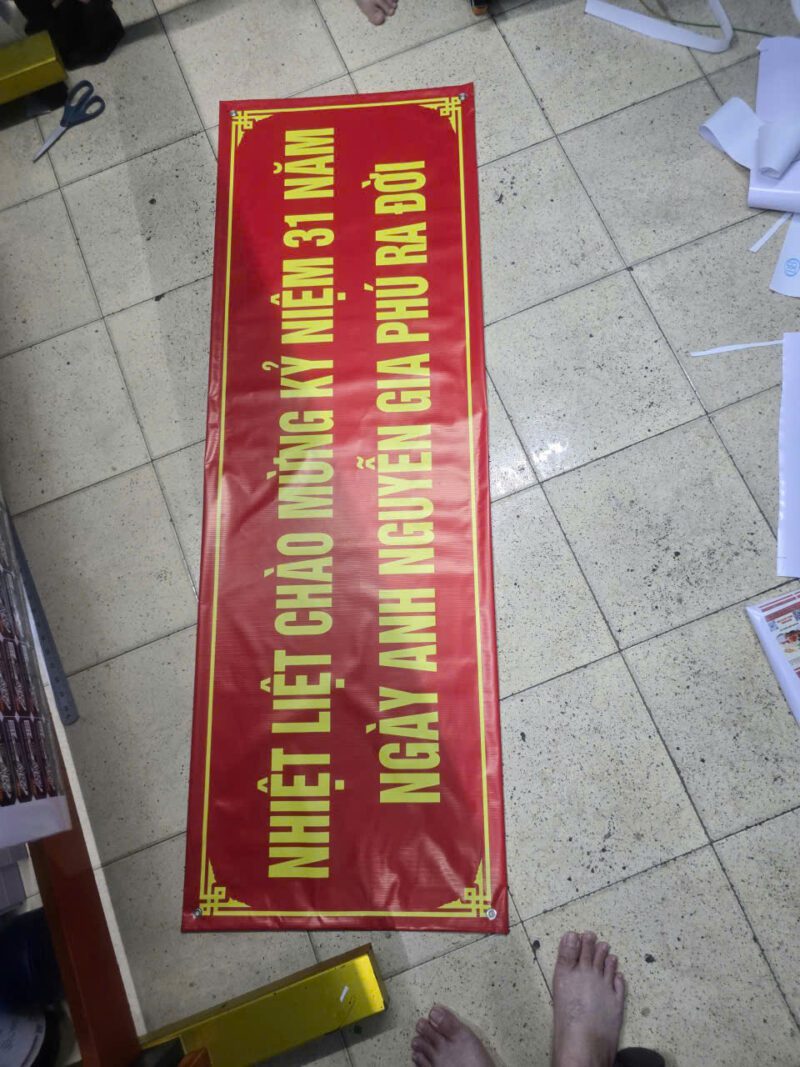 NHIỆT LIỆT CHÀO MỪNG KỶ NIỆM 31 NĂM
NGÀY ANH NGUYỄN GIA PHÚ RA ĐỜI